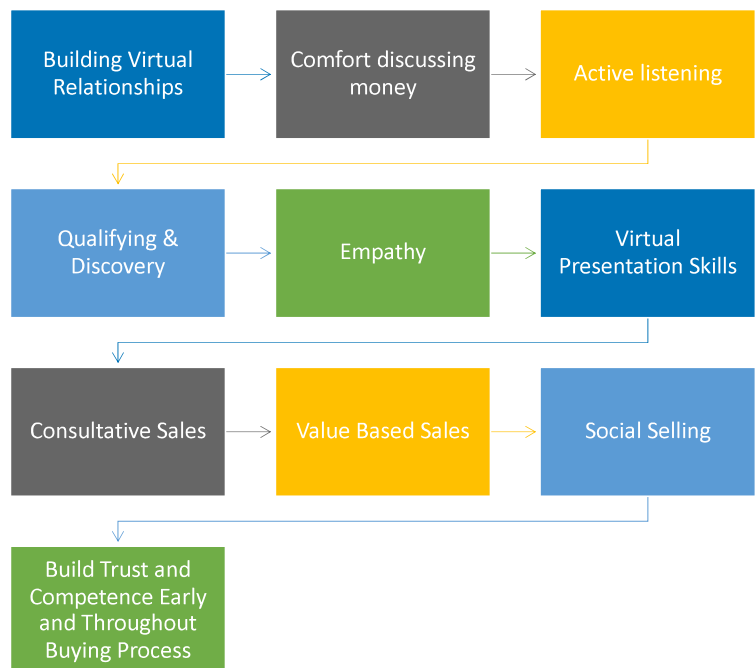 Building Virtual
Relationships
Comfort discussing
money
Active listening
Qualifying &
Discovery
Empathy
Virtual
Presentation Skills
Consultative Sales
Value Based Sales
Social Selling
Build Trust and
Competence Early
and Throughout
Buying Process